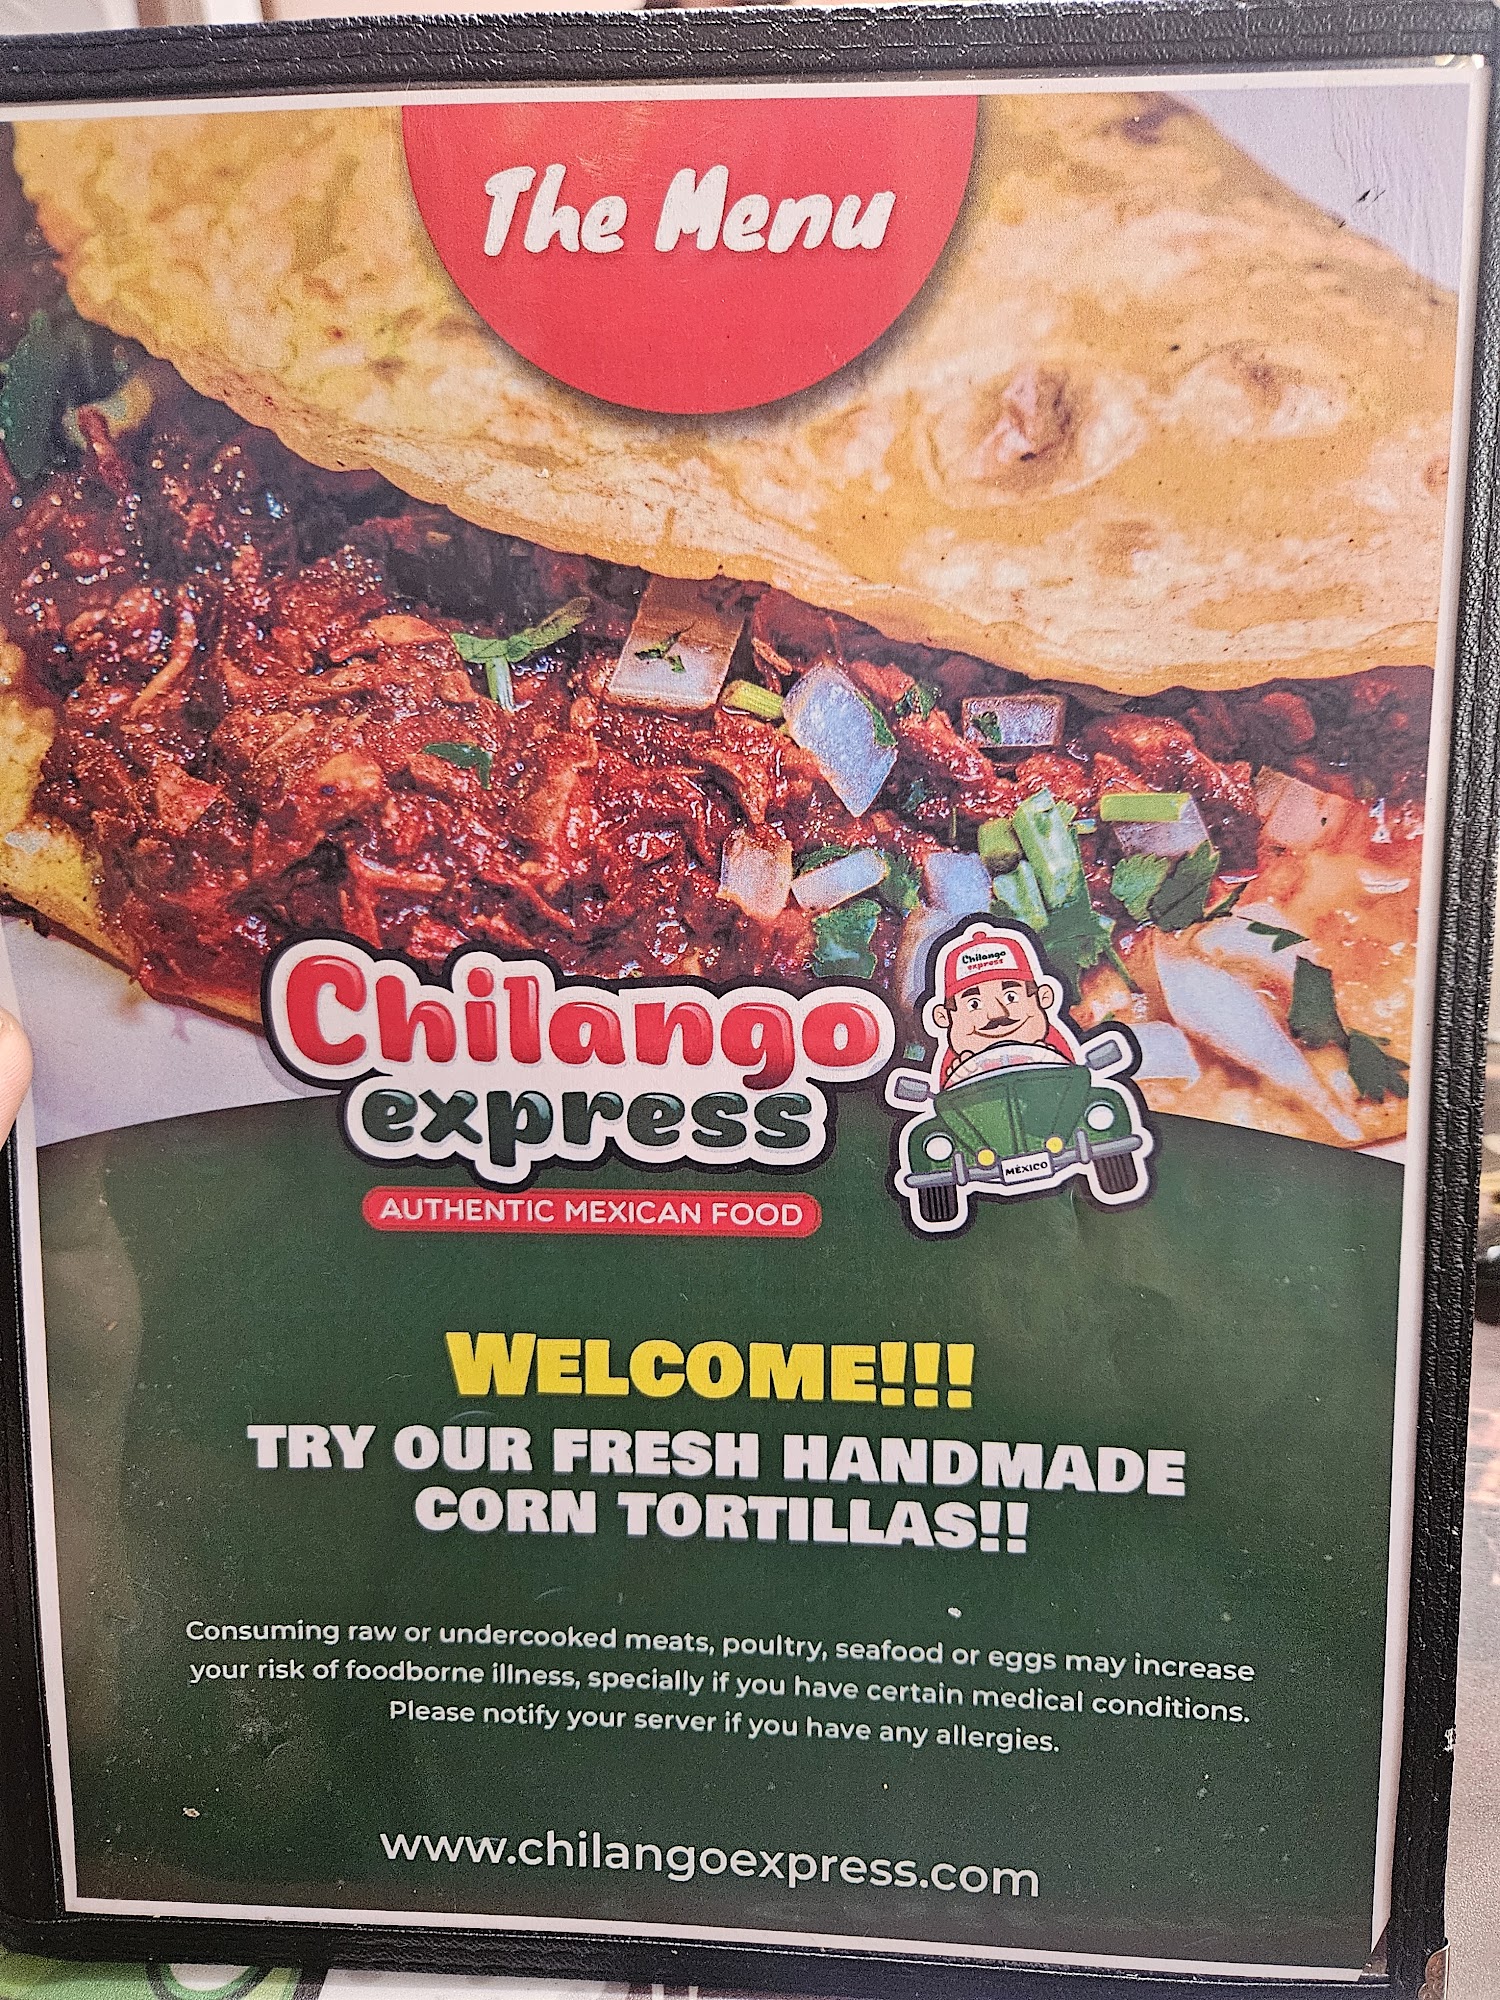 The Menu
Chilango
express
Chilango
express
MÉXICO
AUTHENTIC MEXICAN FOOD
WELCOME!!!
TRY OUR FRESH HANDMADE
CORN TORTILLAS!!
Consuming raw or undercooked meats, poultry, seafood or eggs may increase
your risk of foodborne illness, specially if you have certain medical conditions.
Please notify your server if you have any allergies.
www.chilangoexpress.com